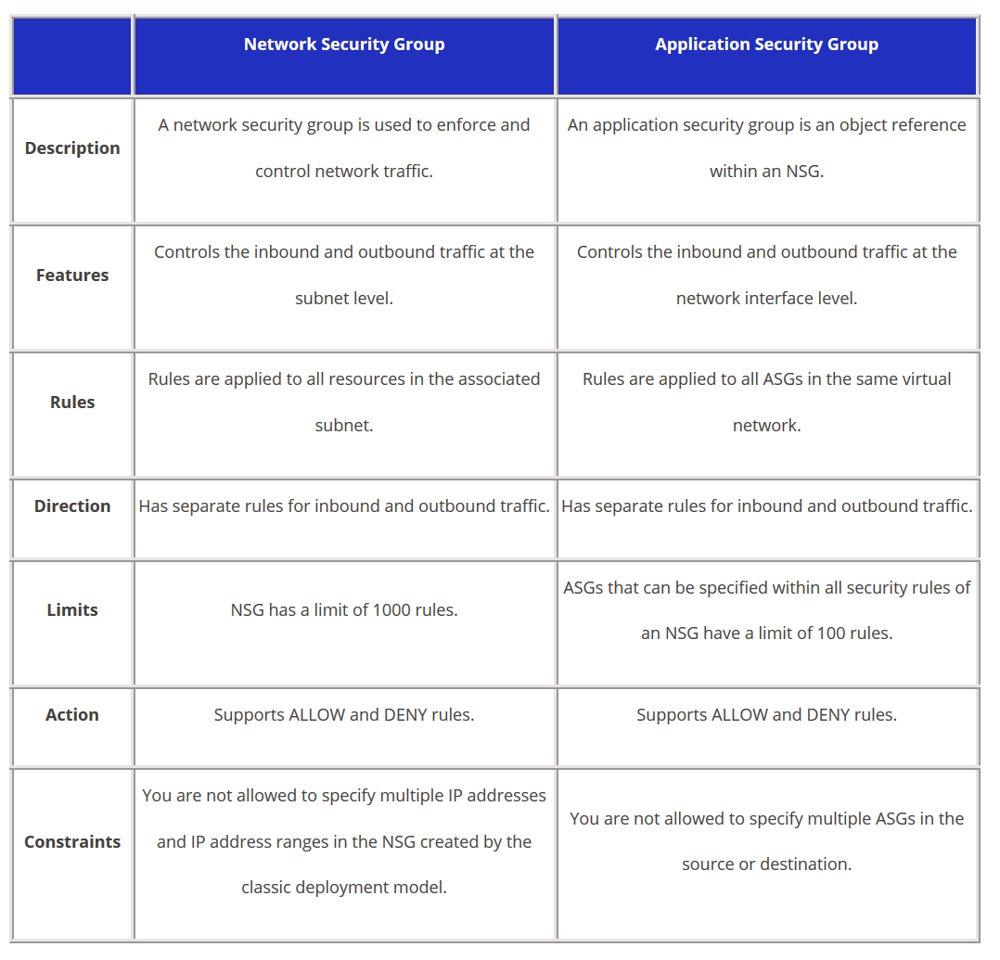 Network Security Group
Application Security Group
Description
A network security group is used to enforce and
control network traffic.
An application security group is an object reference
within an NSG.
Features
Controls the inbound and outbound traffic at the
subnet level.
Controls the inbound and outbound traffic at the
network interface level.
Rules
Rules are applied to all resources in the associated
subnet.
Rules are applied to all ASGs in the same virtual
network.
Direction
Has separate rules for inbound and outbound traffic.
Has separate rules for inbound and outbound traffic.
Limits
NSG has a limit of 1000 rules.
ASGs that can be specified within all security rules of
an NSG have a limit of 100 rules.
Action
Supports ALLOW and DENY rules.
Supports ALLOW and DENY rules.
Constraints
You are not allowed to specify multiple IP addresses
and IP address ranges in the NSG created by the
classic deployment model.
You are not allowed to specify multiple ASGs in the
source or destination.